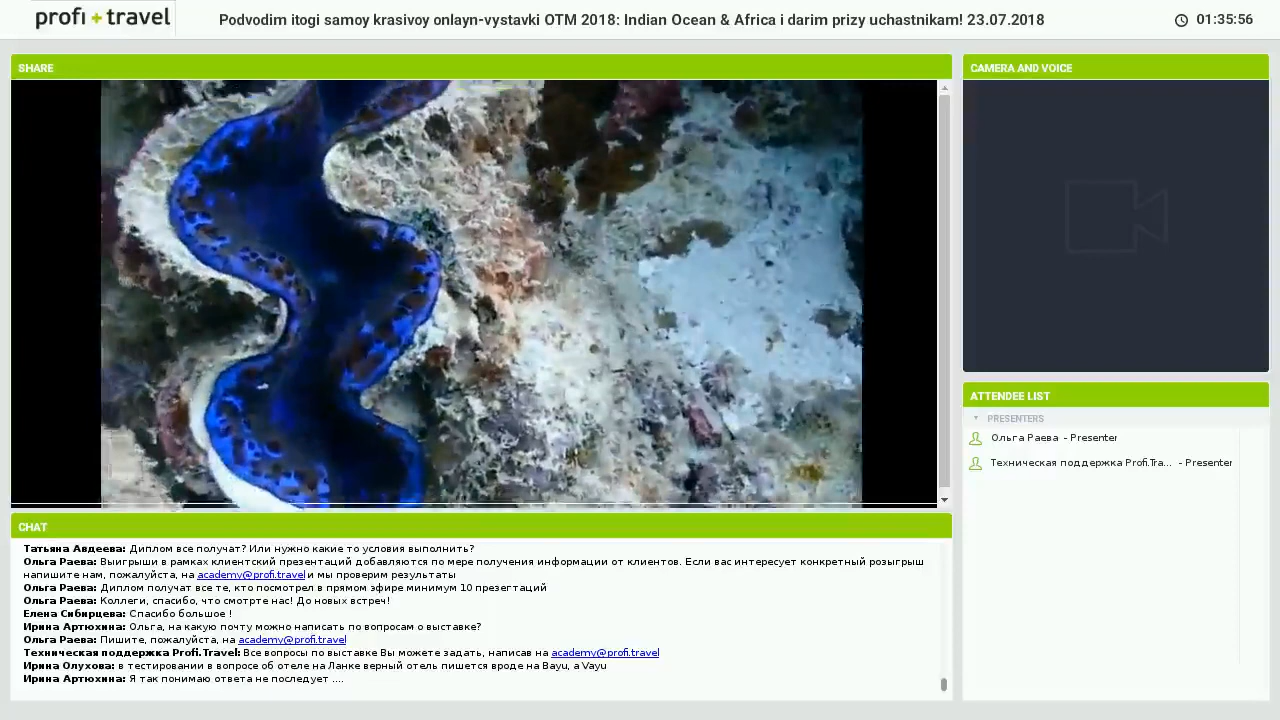 profi + travel
Podvodim itogi samoy krasivoy onlayn-vystavki OTM 2018: Indian Ocean & Africa i darim prizy uchastnikam! 23.07.2018
01:35:56
SHARE
CAMERA AND VOICE
ATTENDEE LIST
PRESENTERS
Ольга Раева - Presenter
Техническая поддержка Profi.Tra... - Presenter
CHAT
Татьяна Авдеева: Диплом все получат? Или нужно какие то условия выполнить?
Ольга Раева: Выигрыши в рамках клиентский презентаций добавляются по мере получения информации от клиентов. Если вас интересует конкретный розыгрыш
напишите нам, пожалуйста, на academy@profi.travel и мы проверим результаты
Ольга Раева: Диплом получат все те, кто посмотрел в прямом эфире минимум 10 презегтаций
Ольга Раева: Коллеги, спасибо, что смотрте нас! До новых встреч!
Елена Сибирцева: Спасибо большое !
Ирина Артюхина: Ольга, на какую почту можно написать по вопросам о выставке?
Ольга Раева: Пишите, пожалуйста, на academy@profi.travel
Техническая поддержка Profi.Travel: Все вопросы по выставке Вы можете задать, написав на academy@profi.travel
Ирина Олухова: в тестировании в вопросе об отеле на Ланке верный отель пишется вроде на Bayu, а Vayu
Ирина Артюхина: Я так понимаю ответа не последует ....